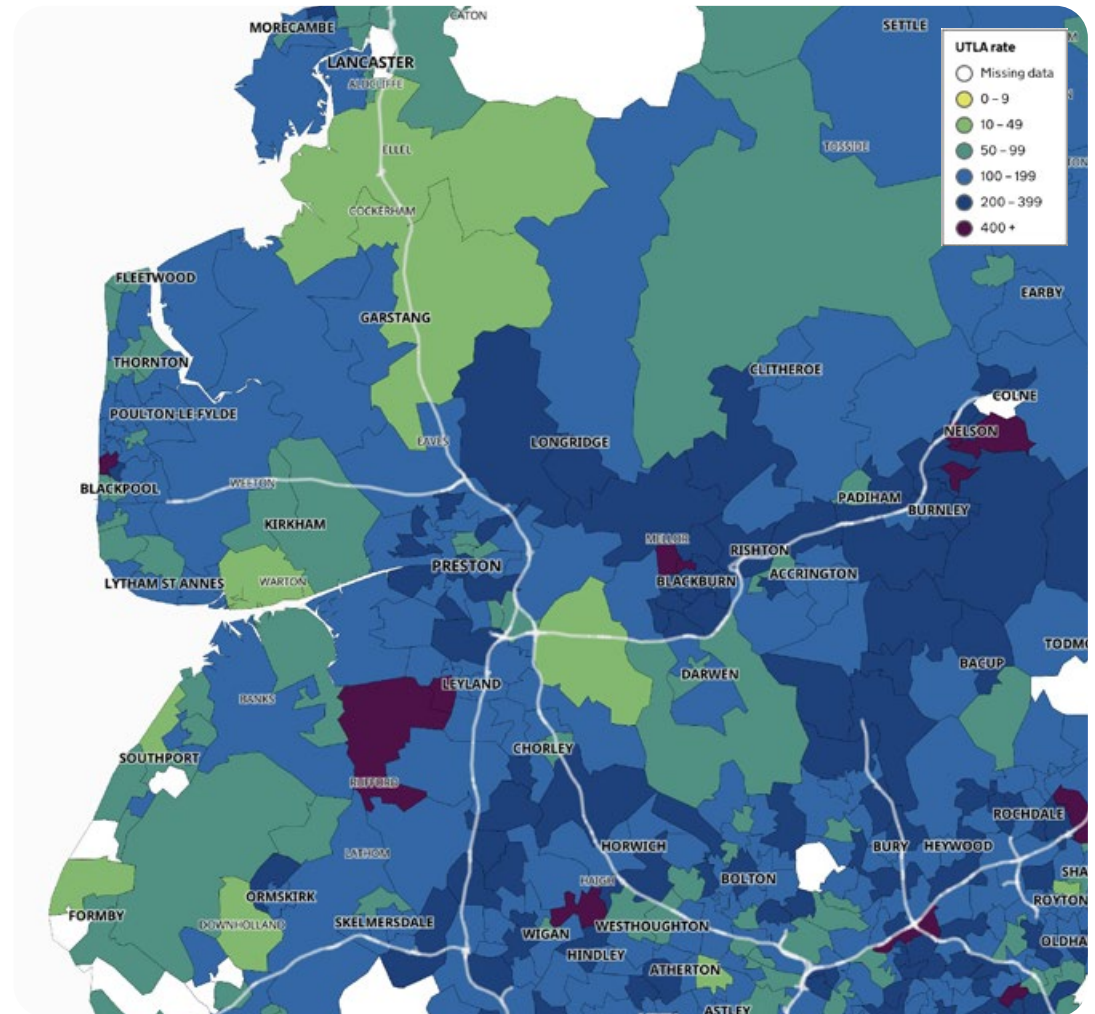 CATON
MORECAMBE
SETTLE
LANCASTER
ALDCLIFFE
UTLA rate
Missing data
0 – 9
10 – 49
50 – 99
100 – 199
200 – 399
400 +
ELLEL
TOSSIDE
COCKERHAM
FLEETWOOD
EARBY
GARSTANG
THORNTON
CLITHEROE
COLNE
POULTON-LE-FYLDE
NELSON
EAVES
LONGRIDGE
BLACKPOOL
WEETON
PADIHAM
BURNLEY
KIRKHAM
MELLOR
RISHTON
PRESTON
BLACKBURN
ACCRINGTON
LYTHAM ST ANNES
WARTON
TODMO
BACUP
DARWEN
LEYLAND
BANKS
CHORLEY
SOUTHPORT
RUFFORD
ROCHDALE
HORWICH
BURY
HEYWOOD
LATHOM
SHA
HAIGH
BOLTON
ORMSKIRK
ROYTON
FORMBY
DOWNHOLLAND
SKELMERSDALE
WESTHOUGHTON
WIGAN
OLDHA
HINDLEY
ATHERTON
ASTLEY